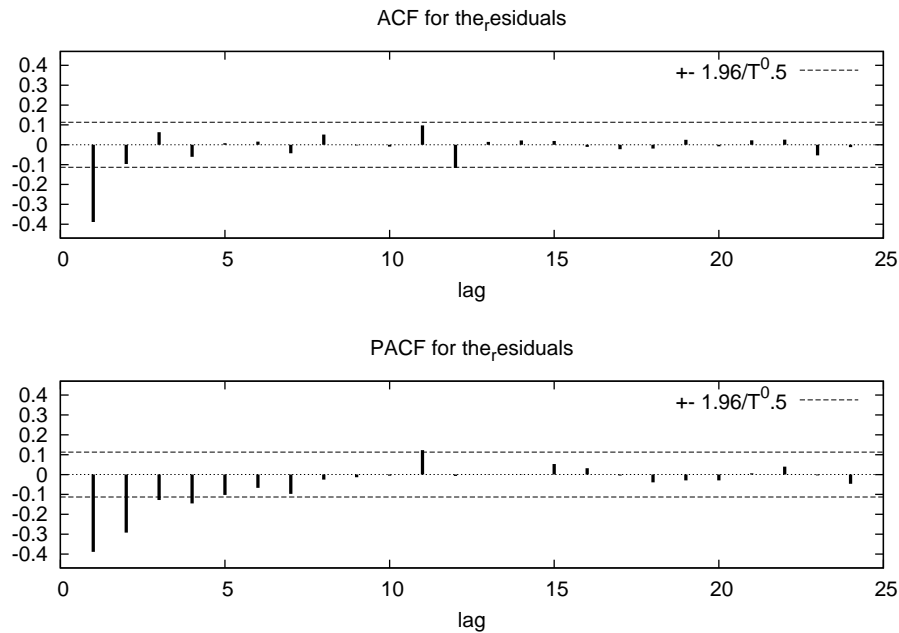 ACF for the_residuals
+- 1.96/T^0.5
0.4
0.3
0.2
0.1
0
-0.1
-0.2
-0.3
-0.4
0 5 10 15 20 25
lag
PACF for the_residuals
+- 1.96/T^0.5
0.4
0.3
0.2
0.1
0
-0.1
-0.2
-0.3
-0.4
0 5 10 15 20 25
lag